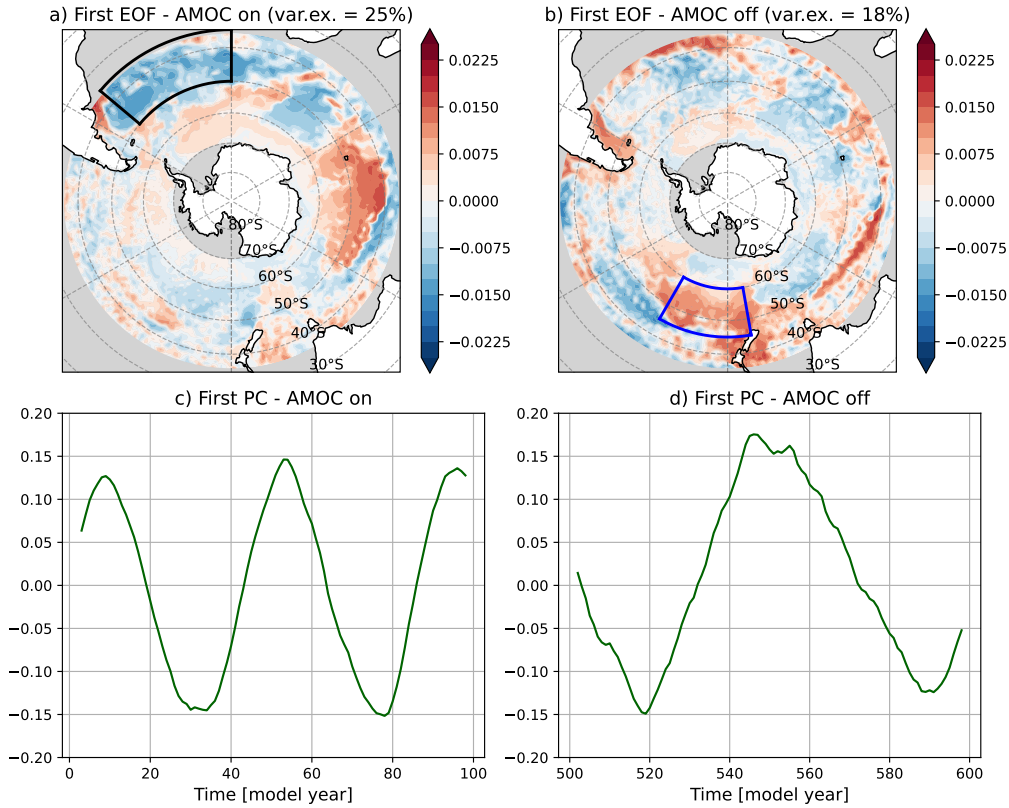 a) First EOF - AMOC on (var.ex. = 25%)
80°S
70°S
60°S
50°S
40°S
30°S
0.0225
0.0150
0.0075
0.0000
−0.0075
−0.0150
−0.0225
b) First EOF - AMOC off (var.ex. = 18%)
80°S
70°S
60°S
50°S
40°S
30°S
0.0225
0.0150
0.0075
0.0000
−0.0075
−0.0150
−0.0225
c) First PC - AMOC on
0.20
0.15
0.10
0.05
0.00
−0.05
−0.10
−0.15
−0.20
0 20 40 60 80 100
Time [model year]
d) First PC - AMOC off
0.20
0.15
0.10
0.05
0.00
−0.05
−0.10
−0.15
−0.20
500 520 540 560 580 600
Time [model year]